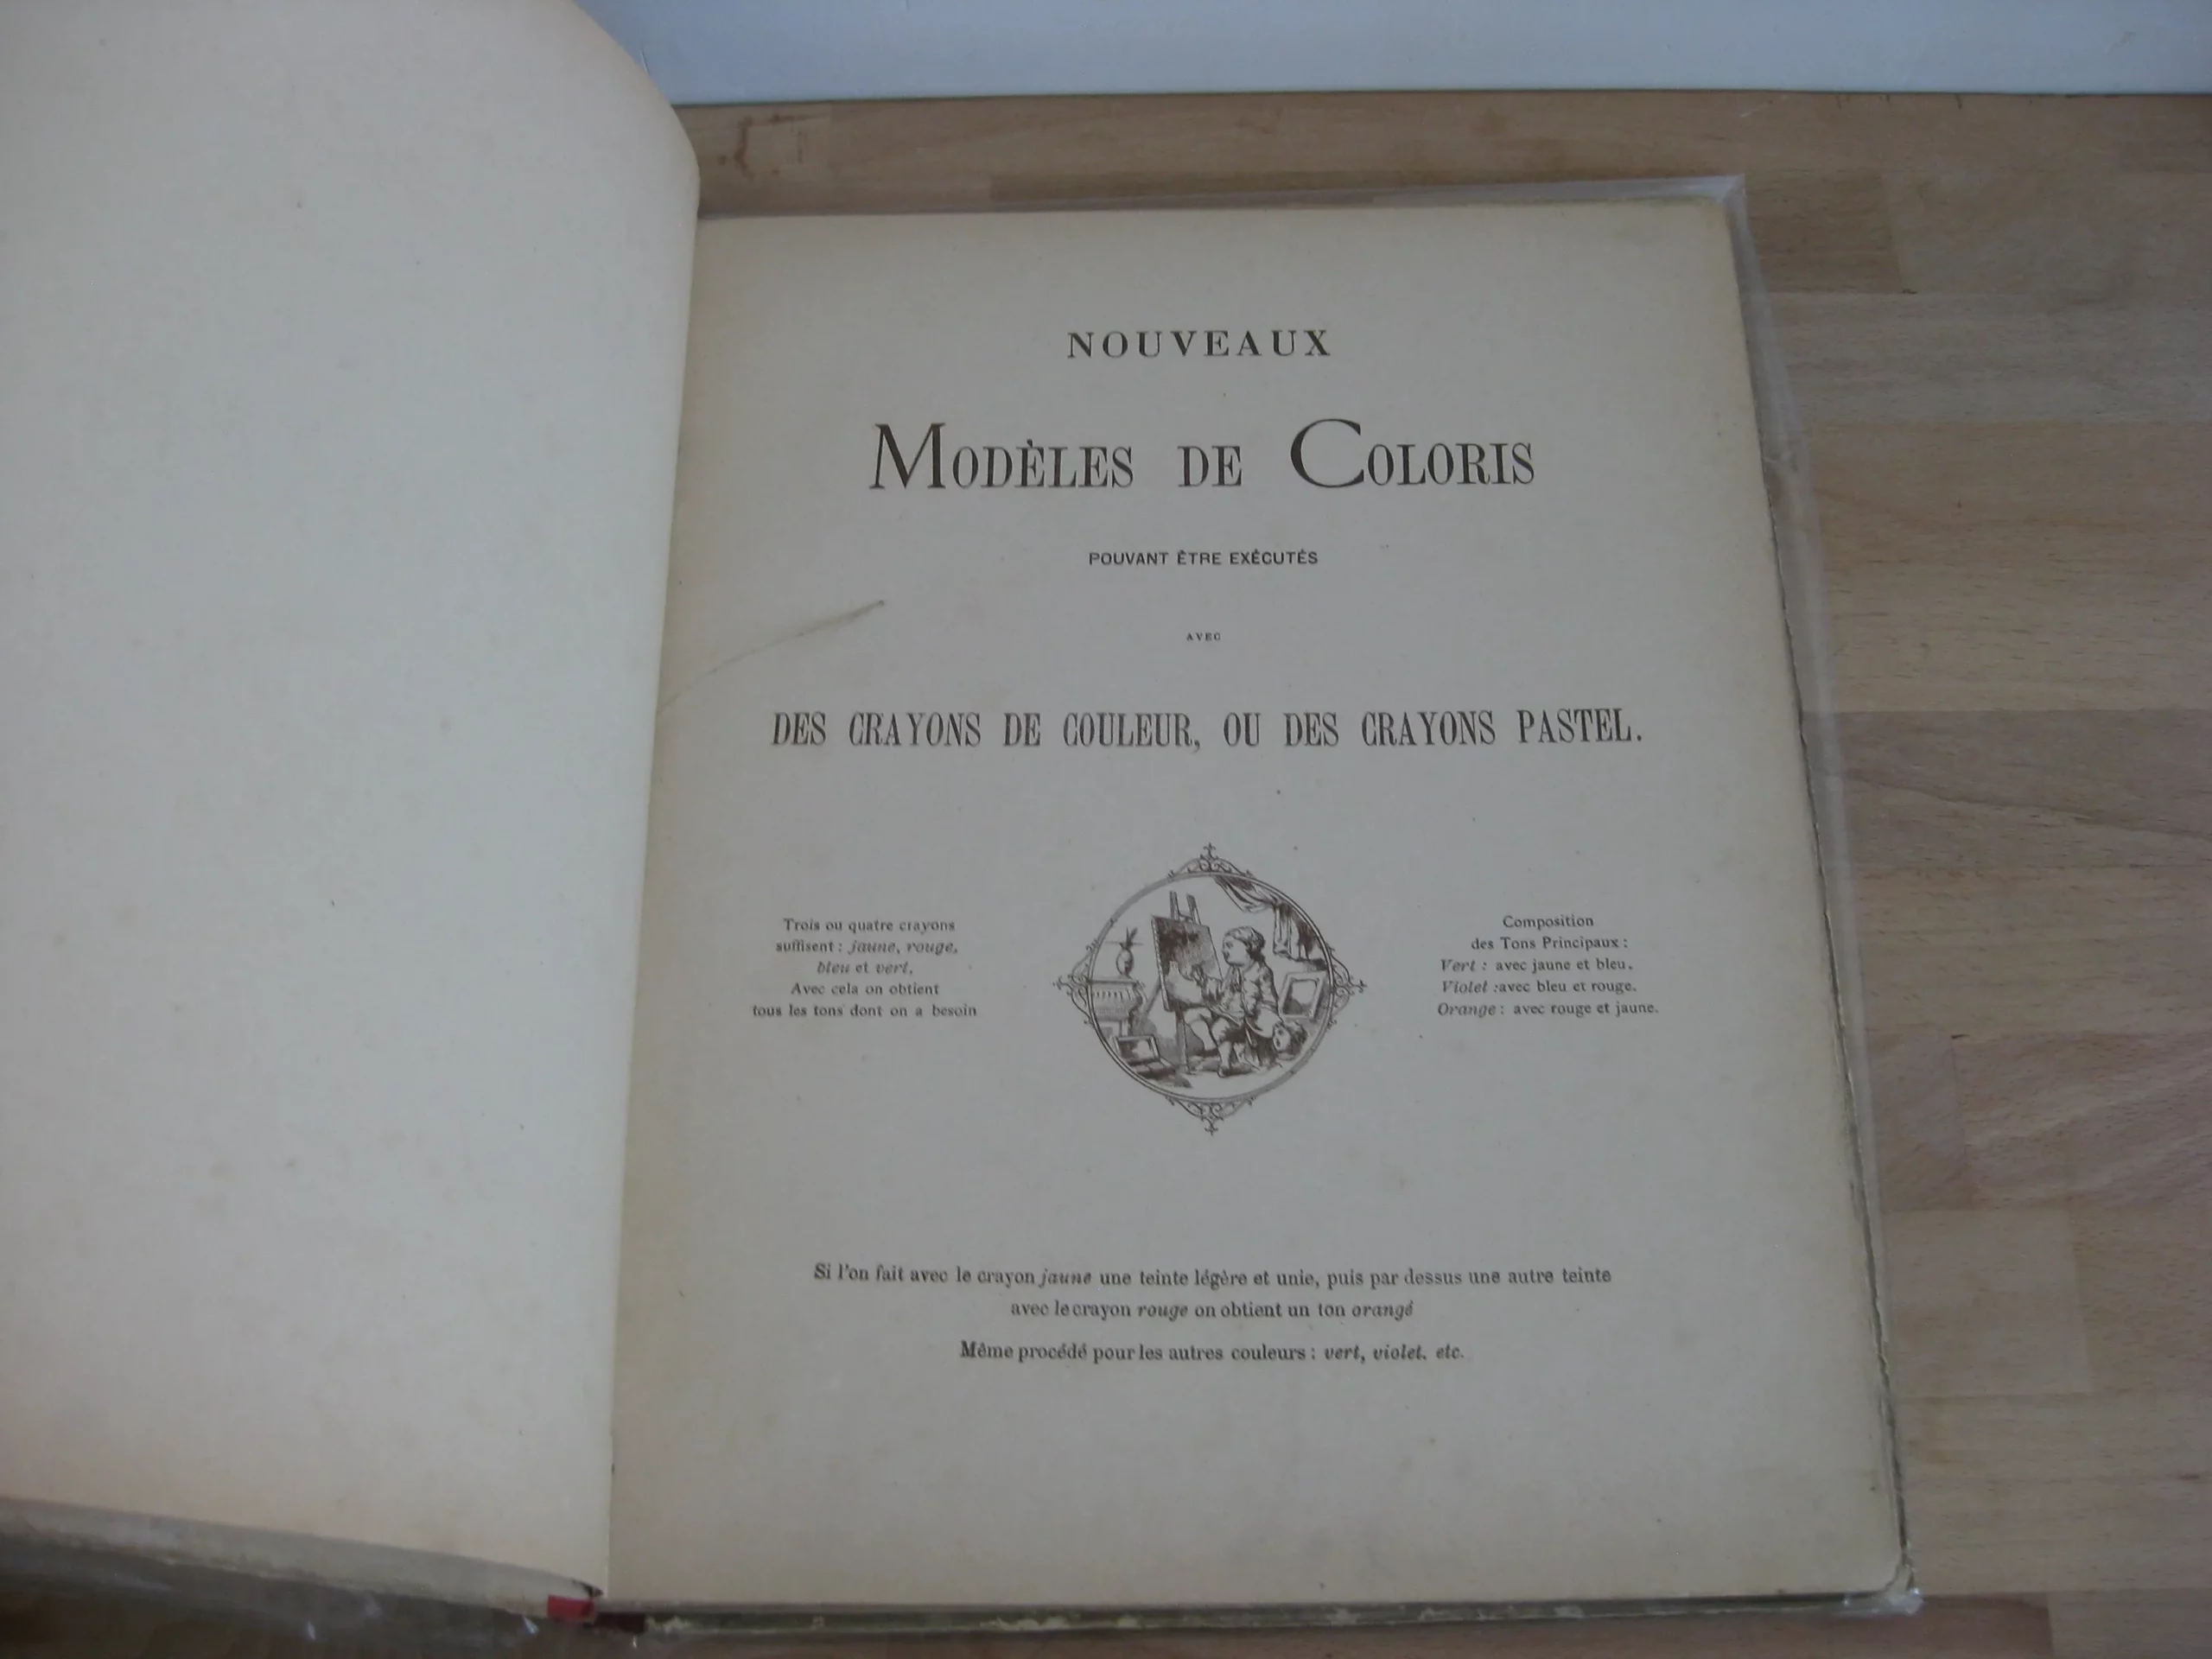 NOUVEAUX
MODÈLES DE COLORIS
POUVANT ÊTRE EXÉCUTÉS
AVEC
DES CRAYONS DE COULEUR, OU DES CRAYONS PASTEL.
Trois ou quatre crayons
suffisent : jaune, rouge,
bleu et vert.
Avec cela on obtient
tous les tons dont on a besoin
Composition
des Tons Principaux :
Vert : avec jaune et bleu.
Violet :avec bleu et rouge.
Orange : avec rouge et jaune.
Si l'on fait avec le crayon jaune une teinte légère et unie, puis par dessus une autre teinte
avec le crayon rouge on obtient un ton orangé
Même procédé pour les autres couleurs : vert, violet. etc.